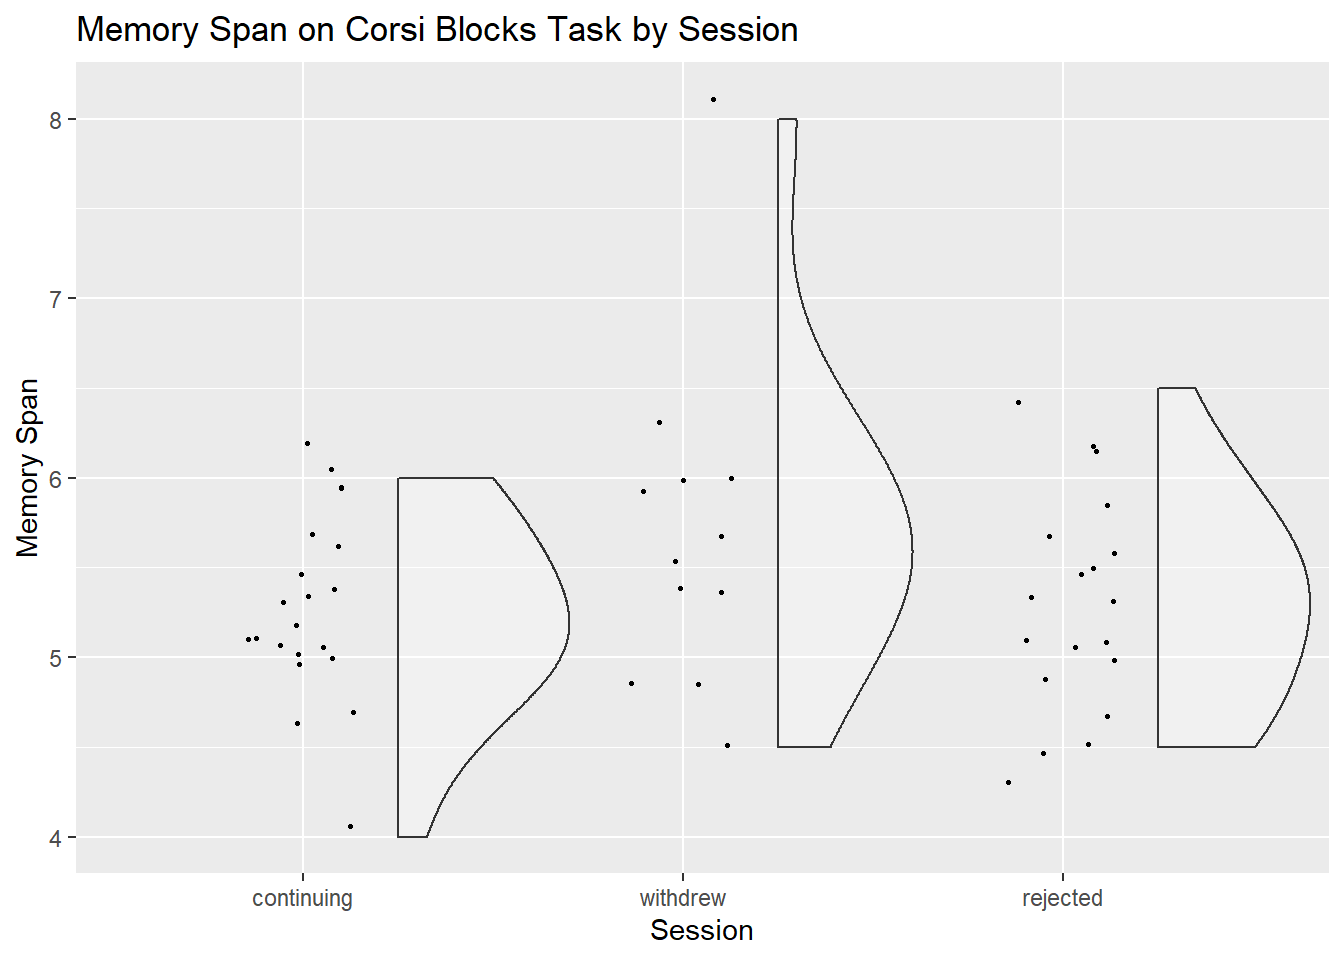 Memory Span on Corsi Blocks Task by Session
8
7
6
5
4
Memory Span
continuing withdrew rejected
Session